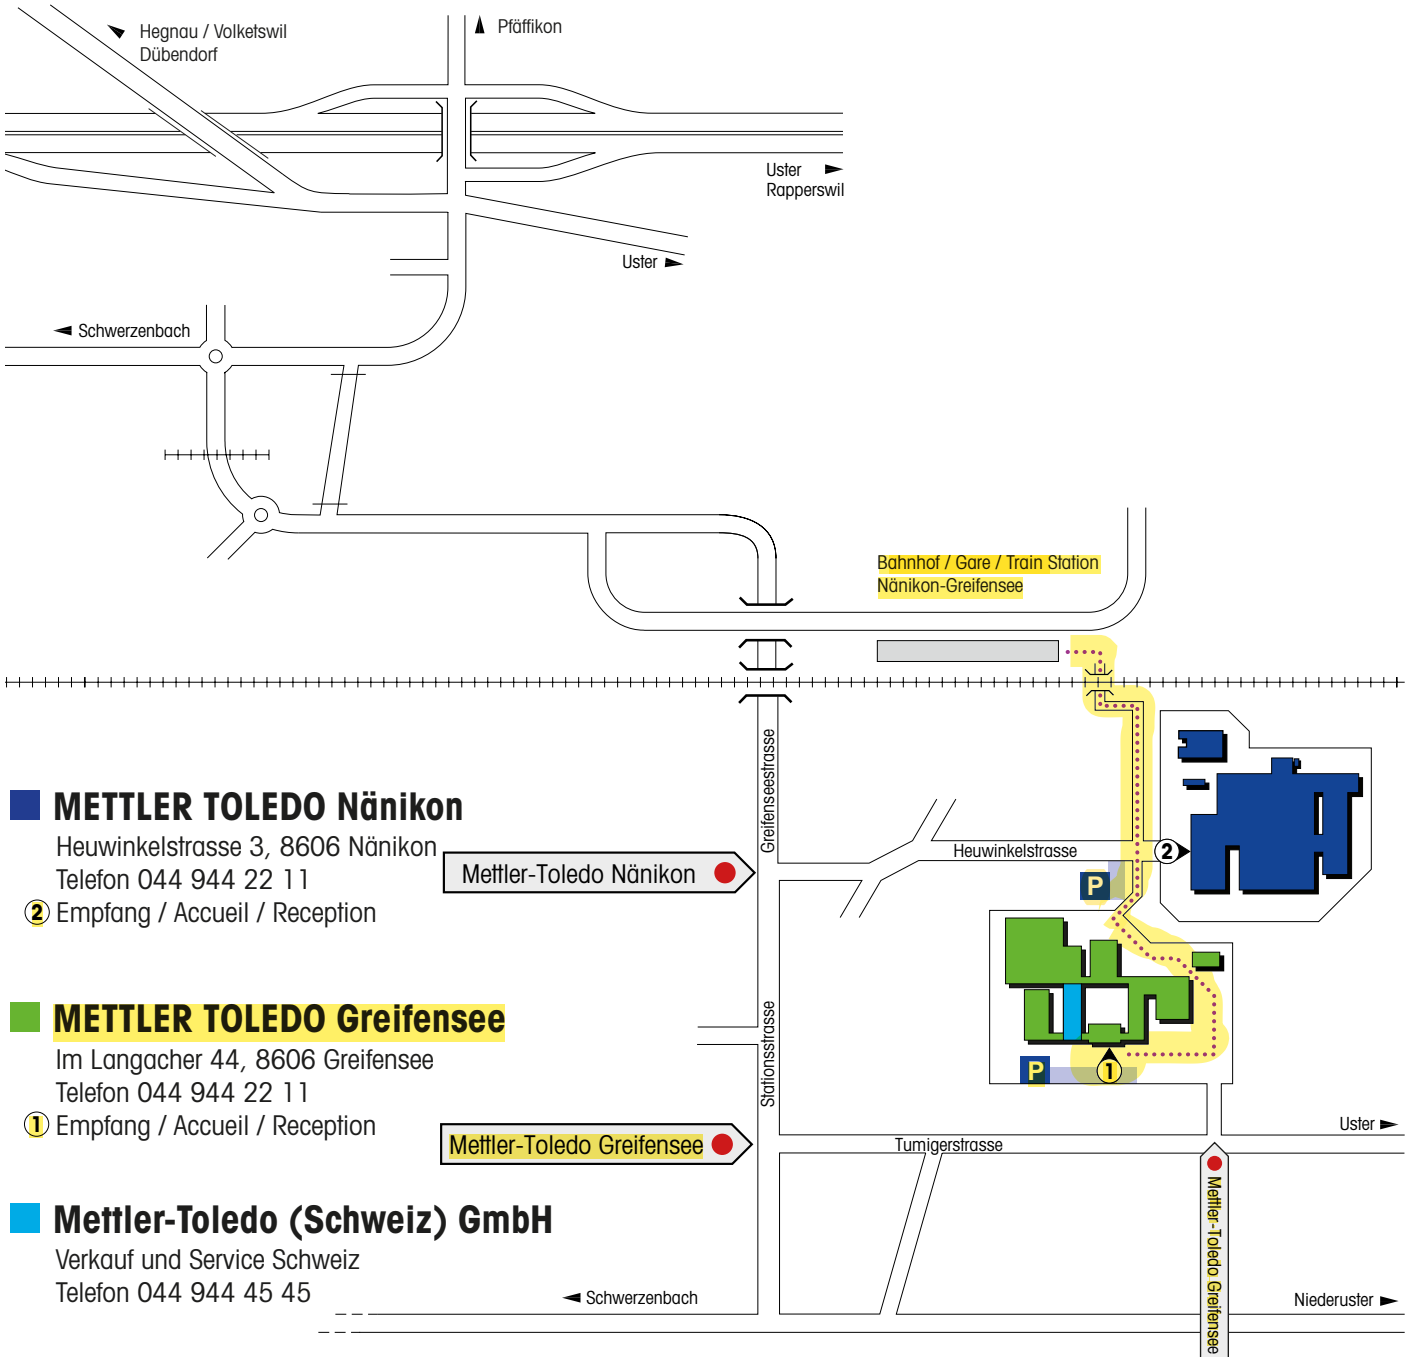 Hegnau / Volketswil
Dübendorf
Pfäffikon
Uster
Rapperswil
Uster
Schwerzenbach
Bahnhof / Gare / Train Station
Nänikon-Greifensee
Greifenseestrasse
METTLER TOLEDO Nänikon
Heuwinkelstrasse 3, 8606 Nänikon
Telefon 044 944 22 11
2 Empfang / Accueil / Reception
Mettler-Toledo Nänikon
Heuwinkelstrasse
2
P
METTLER TOLEDO Greifensee
Im Langacher 44, 8606 Greifensee
Telefon 044 944 22 11
1 Empfang / Accueil / Reception
Stationsstrasse
P
1
Mettler-Toledo Greifensee
Tumigerstrasse
Uster
Mettler-Toledo Greifensee
Mettler-Toledo (Schweiz) GmbH
Verkauf und Service Schweiz
Telefon 044 944 45 45
Schwerzenbach
Niederuster